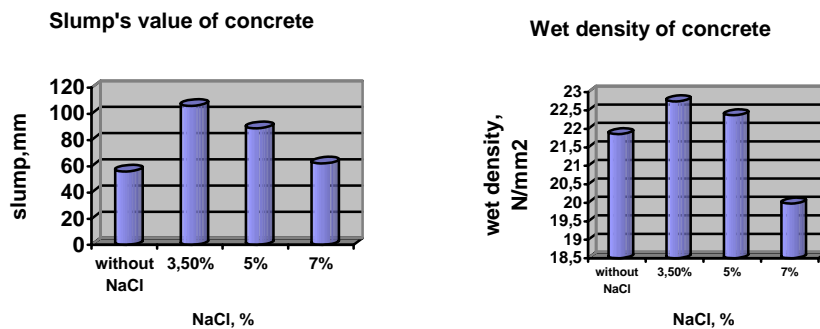 Slump's value of concrete
120
100
80
60
40
20
0
slump,mm
without
NaCl
3,50%
5%
7%
NaCl, %
Wet density of concrete
23
22,5
22
21,5
21
20,5
20
19,5
19
18,5
wet density,
N/mm2
without
NaCl
3,50%
5%
7%
NaCl, %